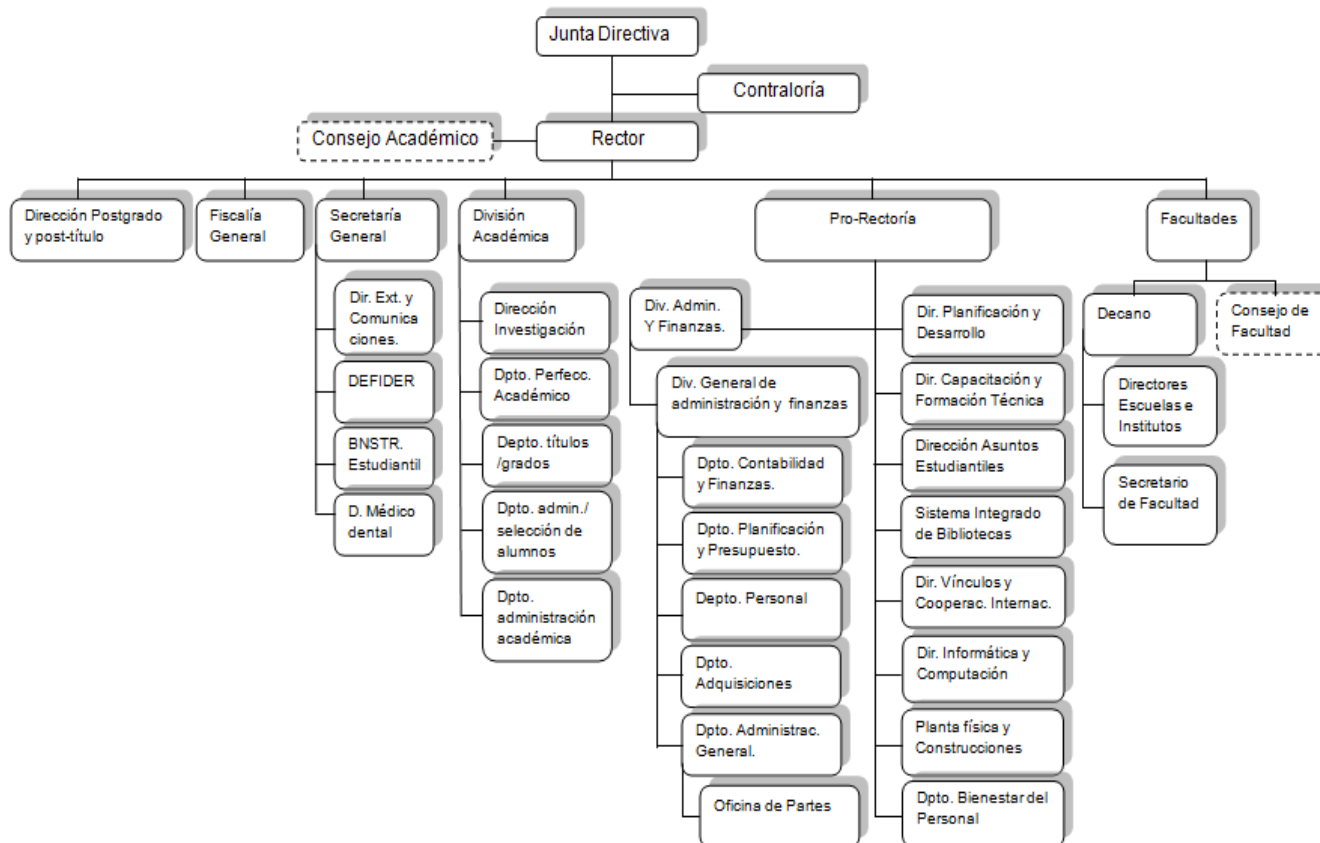 Junta Directiva
Contraloría
Consejo Académico
Rector
Dirección Postgrado
y post-título
Fiscalía
General
Secretaría
General
División
Académica
Pro-Rectoría
Facultades
Dir. Ext. y
Comunica
ciones.
DEFIDER
BNSTR.
Estudiantil
D. Médico
dental
Dirección
Investigación
Dpto. Perfecc.
Académico
Depto. títulos
/grados
Dpto. admin./
selección de
alumnos
Dpto.
administración
académica
Div. Admin.
Y Finanzas.
Div. General de
administración y finanzas
Dpto. Contabilidad
y Finanzas.
Dpto. Planificación
y Presupuesto.
Depto. Personal
Dpto.
Adquisiciones
Dpto. Administrac.
General.
Oficina de Partes
Dir. Planificación y
Desarrollo
Dir. Capacitación y
Formación Técnica
Dirección Asuntos
Estudiantiles
Sistema Integrado
de Bibliotecas
Dir. Vínculos y
Cooperac. Internac.
Dir. Informática y
Computación
Planta física y
Construcciones
Dpto. Bienestar del
Personal
Decano
Consejo de
Facultad
Directores
Escuelas e
Institutos
Secretario
de Facultad